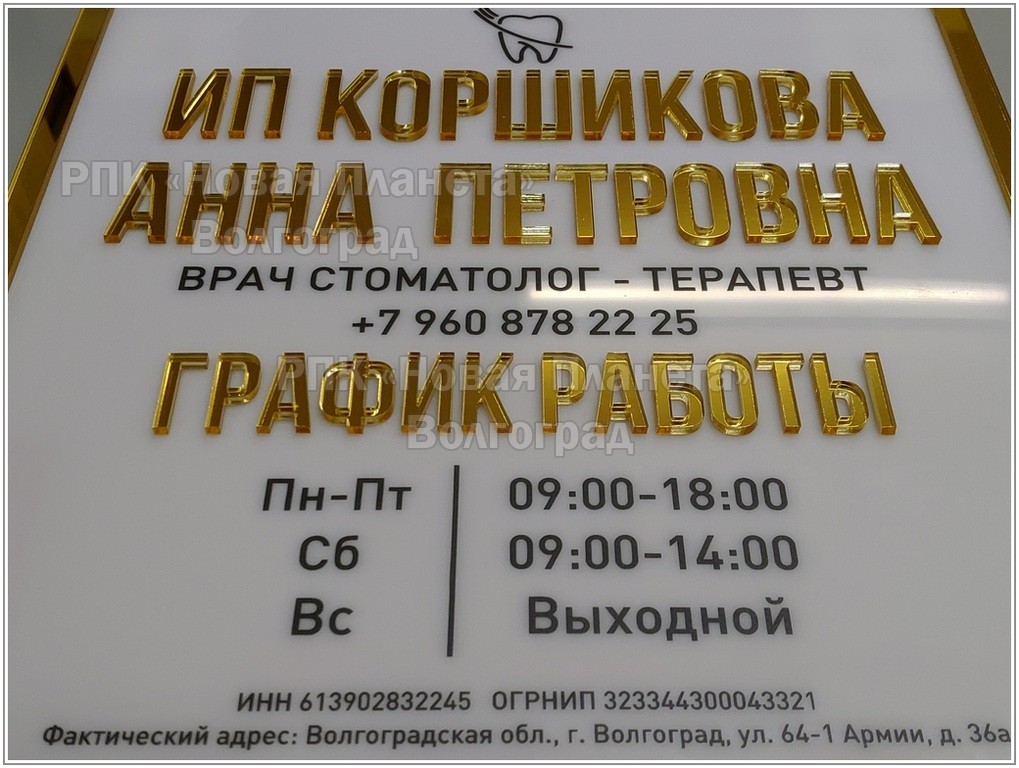 ИП КОРШИКОВА
АННА ПЕТРОВНА
РПК «Новая Планета»
Волгоград
ВРАЧ СТОМАТОЛОГ - ТЕРАПЕВТ
+7 960 878 22 25
ГРАФИК РАБОТЫ
РПК «Новая Планета»
Волгоград
Пн-Пт 09:00-18:00
Сб 09:00-14:00
Вс Выходной
ИНН 613902832245 ОГРНИП 323344300043321
Фактический адрес: Волгоградская обл., г. Волгоград, ул. 64-1 Армии, д. 36а